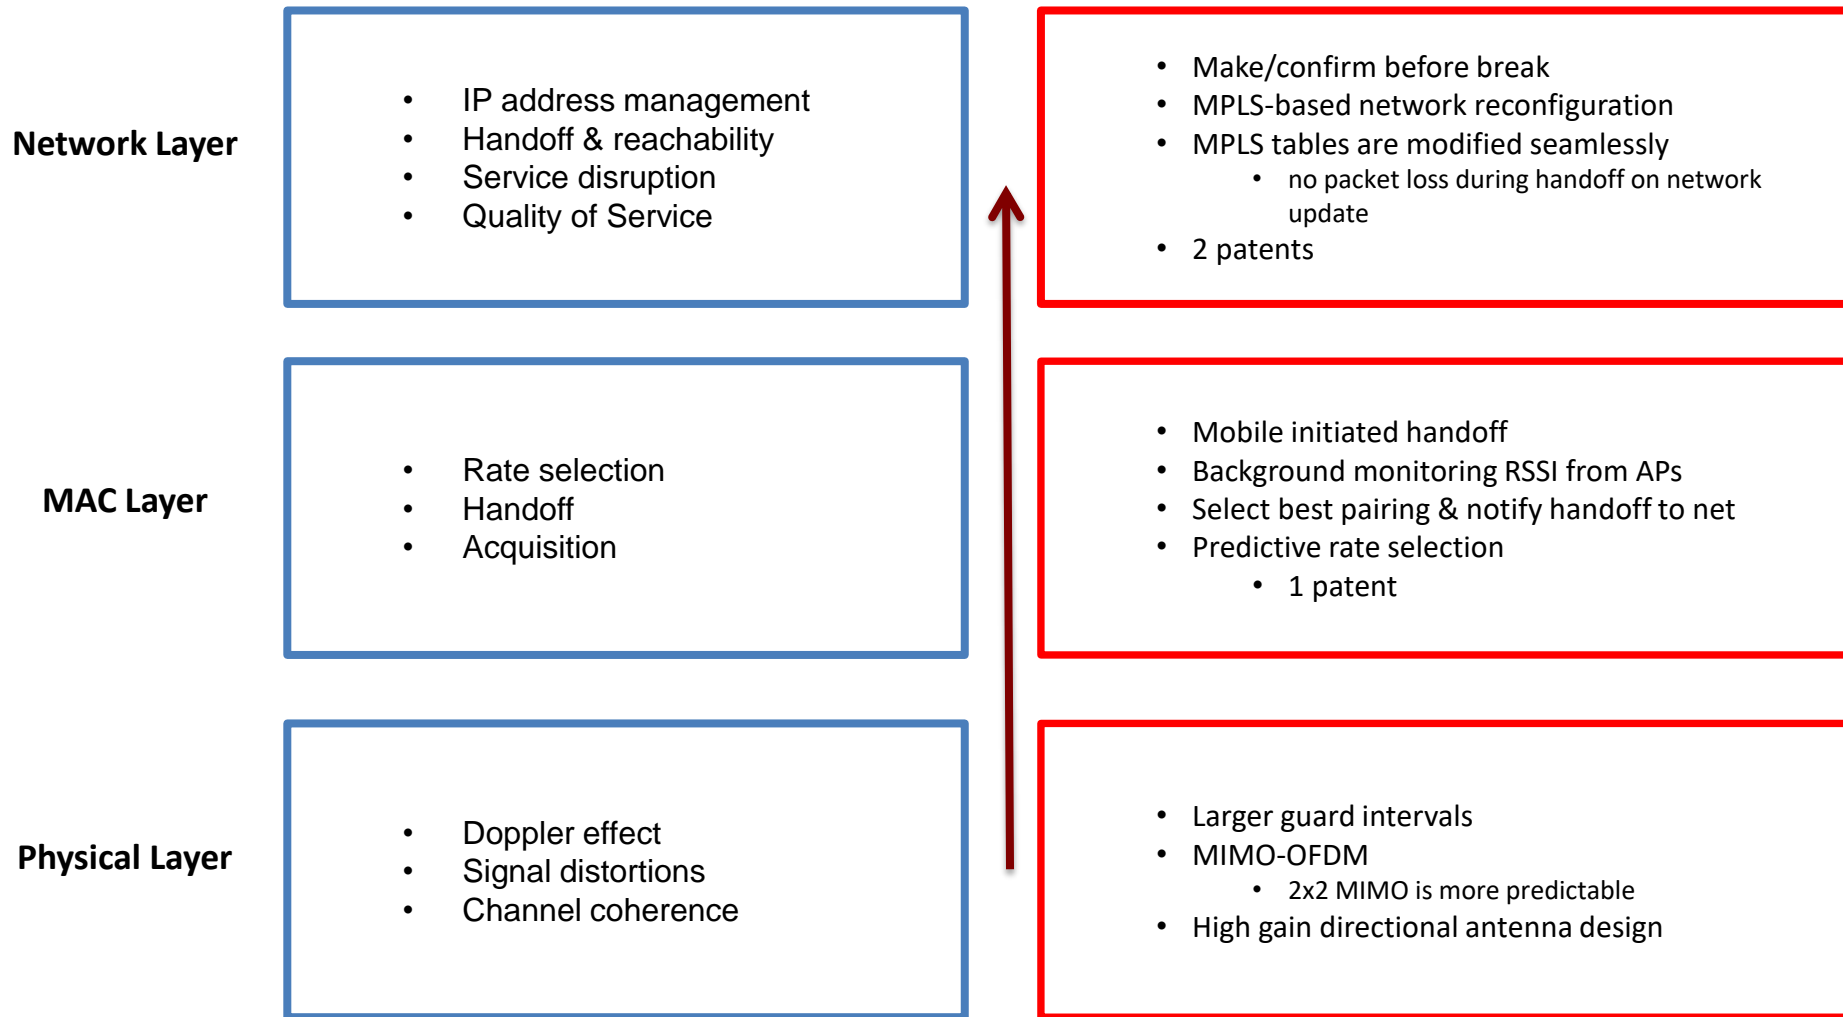 Network Layer
• IP address management
• Handoff & reachability
• Service disruption
• Quality of Service
• Make/confirm before break
• MPLS-based network reconfiguration
• MPLS tables are modified seamlessly
• no packet loss during handoff on network
update
• 2 patents
MAC Layer
• Rate selection
• Handoff
• Acquisition
• Mobile initiated handoff
• Background monitoring RSSI from APs
• Select best pairing & notify handoff to net
• Predictive rate selection
• 1 patent
Physical Layer
• Doppler effect
• Signal distortions
• Channel coherence
• Larger guard intervals
• MIMO-OFDM
• 2x2 MIMO is more predictable
• High gain directional antenna design